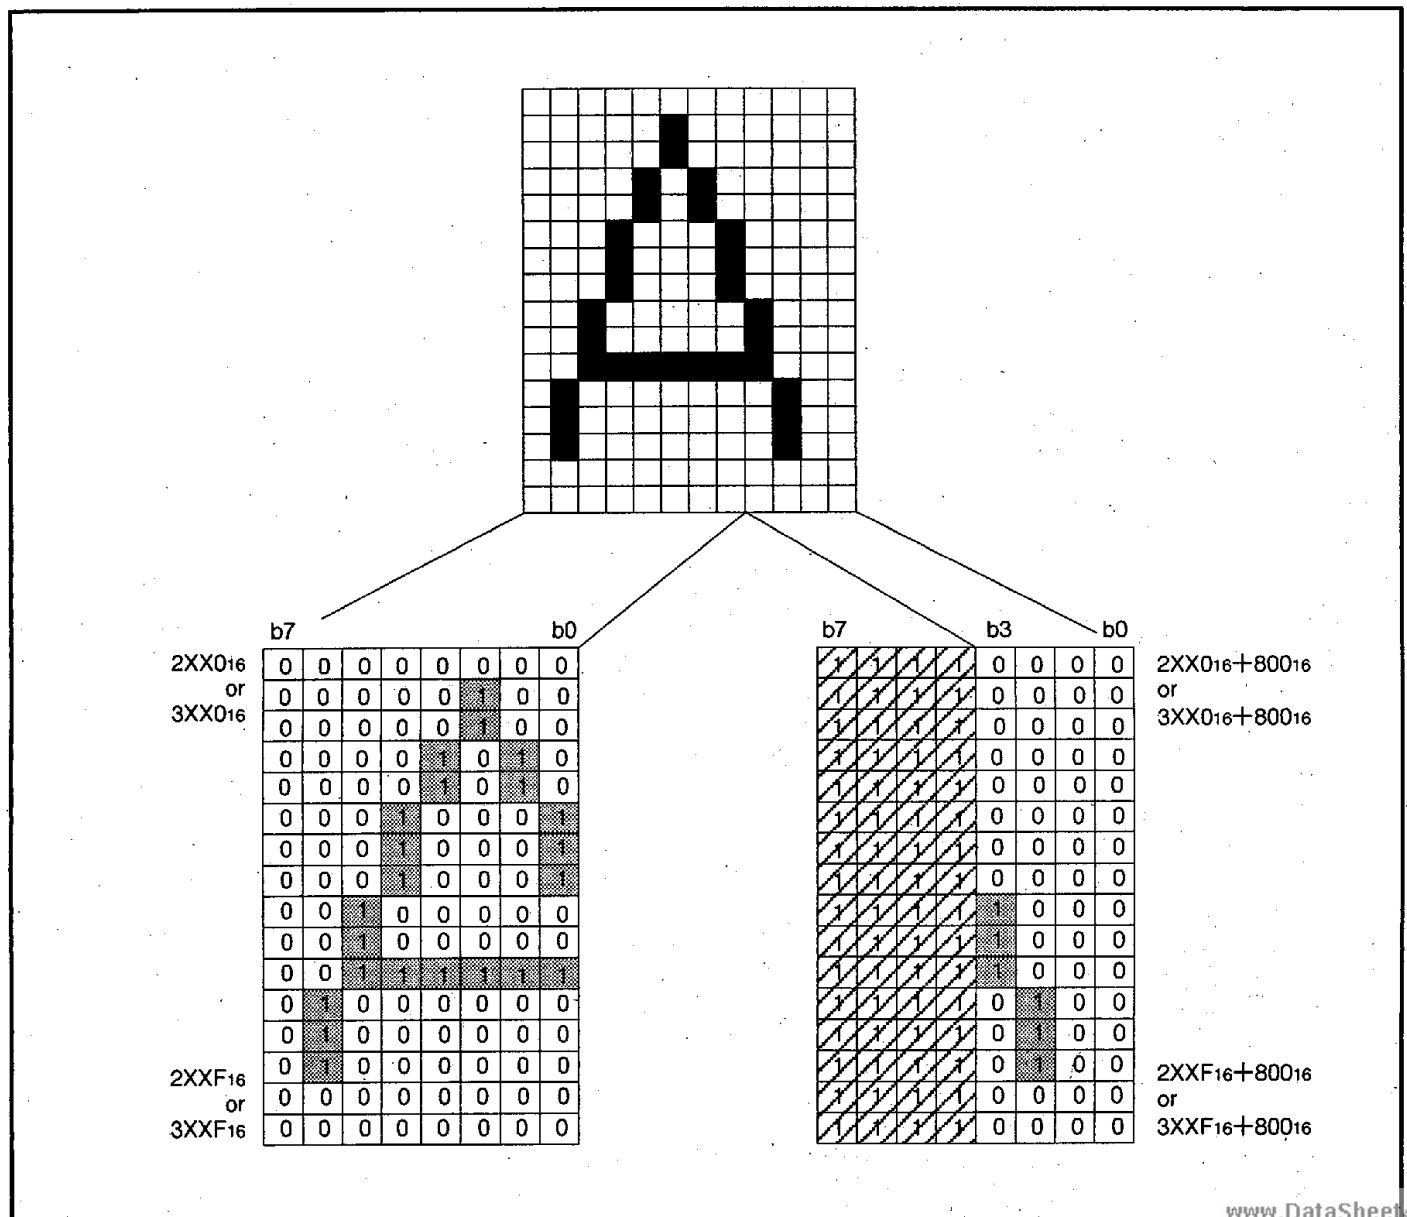 b7 b0 b7 b3 b0
2XX016 0 0 0 0 0 0 0 0 1 1 1 1 0 0 0 0 2XX016+80016
or 0 0 0 0 0 1 0 0 1 1 1 1 0 0 0 0 or
3XX016 0 0 0 0 0 1 0 0 1 1 1 1 0 0 0 0 3XX016+80016
0 0 0 0 1 0 1 0 1 1 1 1 0 0 0 0
0 0 0 0 1 0 1 0 1 1 1 1 0 0 0 0
0 0 0 1 0 0 0 1 1 1 1 1 0 0 0 0
0 0 0 1 0 0 0 1 1 1 1 1 0 0 0 0
0 0 0 1 0 0 0 1 1 1 1 1 0 0 0 0
0 0 1 0 0 0 0 0 1 1 1 1 1 0 0 0
0 0 1 0 0 0 0 0 1 1 1 1 1 0 0 0
0 0 1 1 1 1 1 1 1 1 1 1 1 0 0 0
0 1 0 0 0 0 0 0 1 1 1 1 0 1 0 0
0 1 0 0 0 0 0 0 1 1 1 1 0 1 0 0
2XXF16 0 1 0 0 0 0 0 0 1 1 1 1 0 1 0 0 2XXF16+80016
or 0 0 0 0 0 0 0 0 1 1 1 1 0 0 0 0 or
3XXF16 0 0 0 0 0 0 0 0 1 1 1 1 0 0 0 0 3XXF16+80016
www.DataSheet